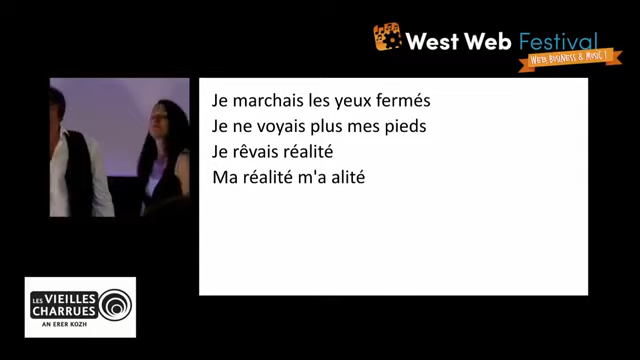 West Web Festival
WEB, BUSINESS & MUSIC !
Je marchais les yeux fermés
Je ne voyais plus mes pieds
Je rêvais réalité
Ma réalité m'a alité
LES VIEILLES
CHARRUES
AN ERER KOZH